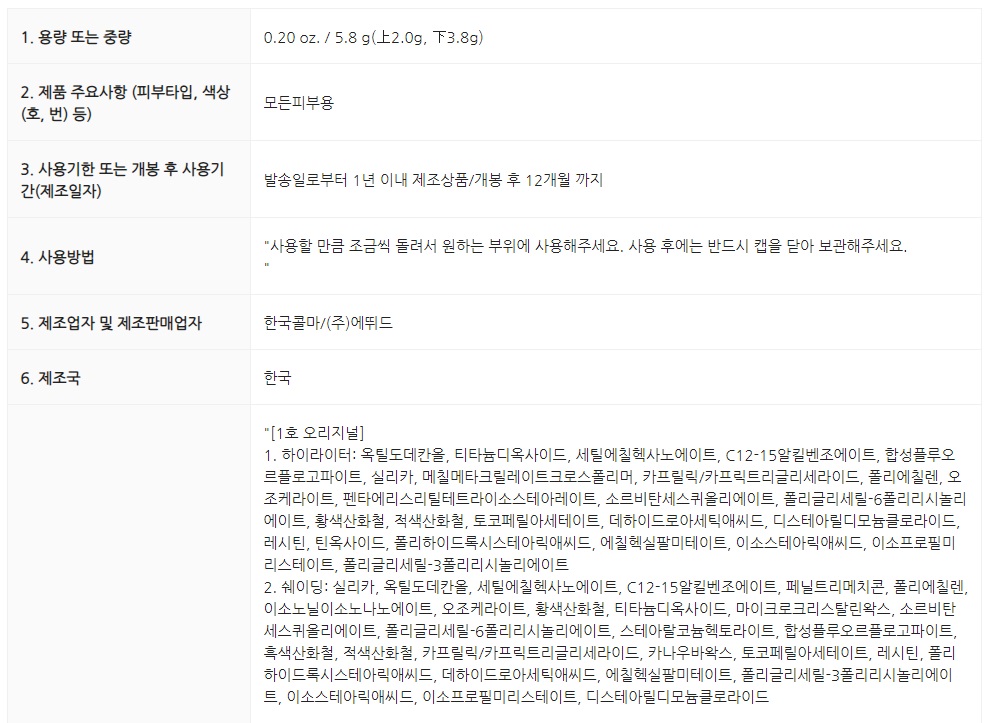 1. 용량 또는 중량
0.20 oz. / 5.8 g(上2.0g, 下3.8g)
2. 제품 주요사항 (피부타입, 색상
(호, 번) 등)
모든피부용
3. 사용기한 또는 개봉 후 사용기
간(제조일자)
발송일로부터 1년 이내 제조상품/개봉 후 12개월 까지
4. 사용방법
"사용할 만큼 조금씩 돌려서 원하는 부위에 사용해주세요. 사용 후에는 반드시 캡을 닫아 보관해주세요.
"
5. 제조업자 및 제조판매업자
한국콜마/(주)에뛰드
6. 제조국
한국
"[1호 오리지널]
1. 하이라이터: 옥틸도데칸올, 티타늄디옥사이드, 세틸에칠헥사노에이트, C12-15알킬벤조에이트, 합성플루오
르플로고파이트, 실리카, 메칠메타크릴레이트크로스폴리머, 카프릴릭/카프릭트리글리세라이드, 폴리에칠렌, 오
조케라이트, 펜타에리스리틸테트라이소스테아레이트, 소르비탄세스퀴올리에이트, 폴리글리세릴-6폴리리시놀리
에이트, 황색산화철, 적색산화철, 토코페릴아세테이트, 데하이드로아세틱애씨드, 디스테아릴디모늄클로라이드,
레시틴, 틴옥사이드, 폴리하이드록시스테아릭애씨드, 에칠헥실팔미테이트, 이소스테아릭애씨드, 이소프로필미
리스테이트, 폴리글리세릴-3폴리리시놀리에이트
2. 쉐이딩: 실리카, 옥틸도데칸올, 세틸에칠헥사노에이트, C12-15알킬벤조에이트, 페닐트리메치콘, 폴리에칠렌,
이소노닐이소노나노에이트, 오조케라이트, 황색산화철, 티타늄디옥사이드, 마이크로크리스탈린왁스, 소르비탄
세스퀴올리에이트, 폴리글리세릴-6폴리리시놀리에이트, 스테아랄코늄헥토라이트, 합성플루오르플로고파이트,
흑색산화철, 적색산화철, 카프릴릭/카프릭트리글리세라이드, 카나우바왁스, 토코페릴아세테이트, 레시틴, 폴리
하이드록시스테아릭애씨드, 데하이드로아세틱애씨드, 에칠헥실팔미테이트, 폴리글리세릴-3폴리리시놀리에이
트, 이소스테아릭애씨드, 이소프로필미리스테이트, 디스테아릴디모늄클로라이드